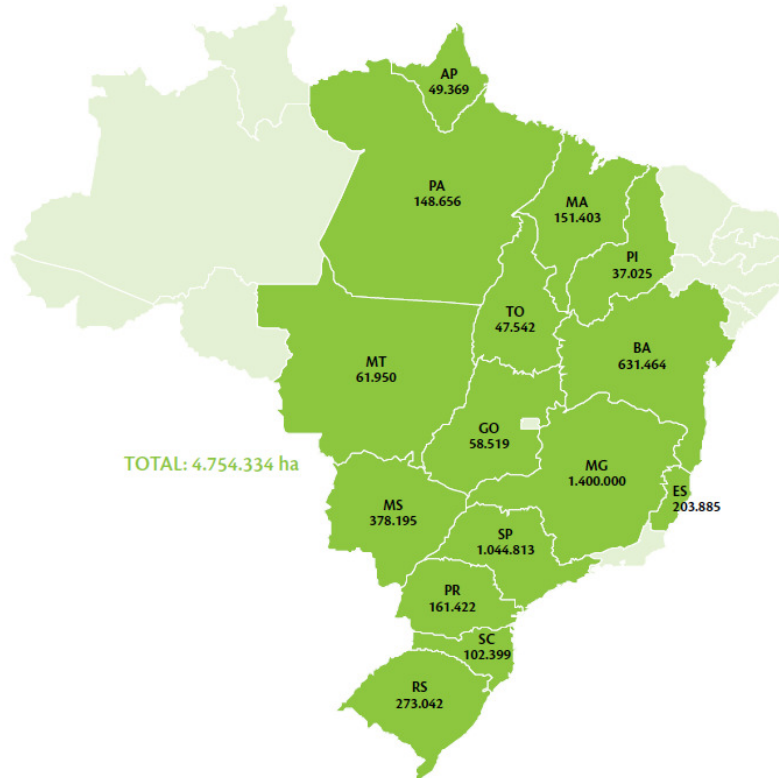 AP
49.369
PA
148.656
MA
151.403
PI
37.025
TO
47.542
BA
631.464
MT
61.950
GO
58.519
MG
1.400.000
TOTAL: 4.754.334 ha
ES
203.885
MS
378.195
SP
1.044.813
PR
161.422
SC
102.399
RS
273.042